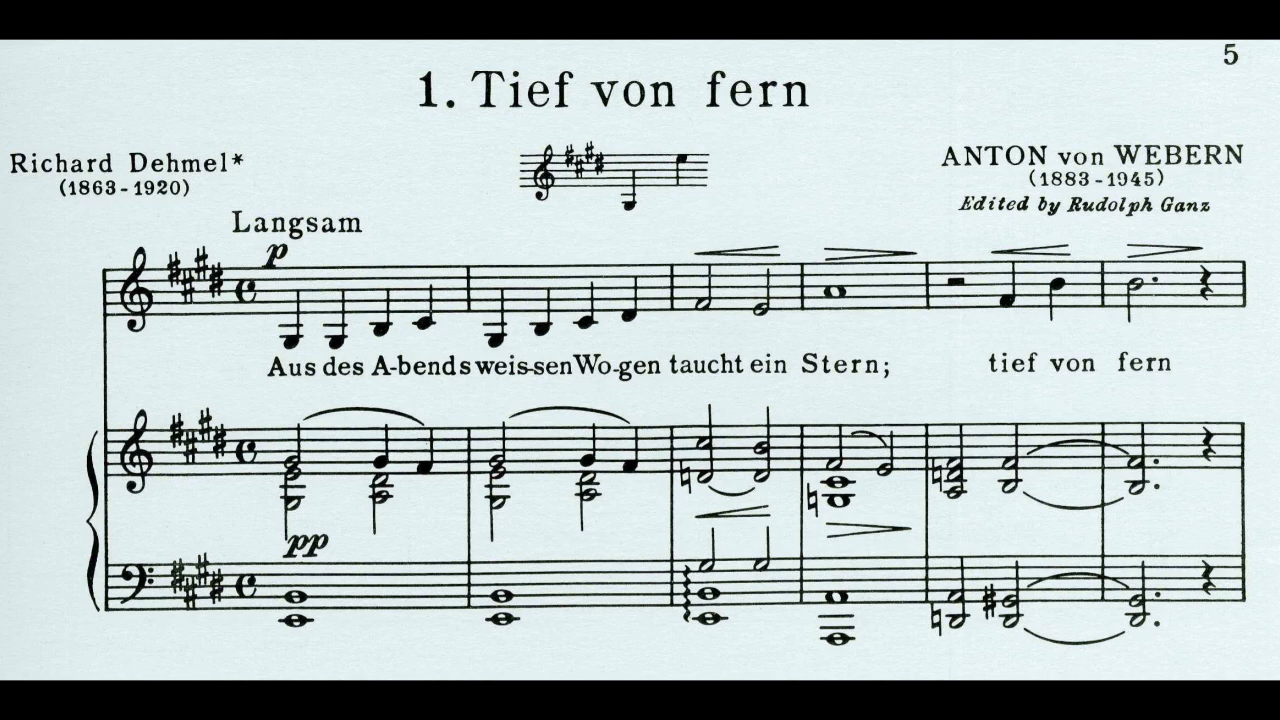 5
1. Tief von fern
Richard Dehmel*
(1863-1920)
ANTON von WEBERN
(1883-1945)
Edited by Rudolph Ganz
Langsam
p
Aus des A-bends weis-sen Wo-gen taucht ein Stern; tief von fern
pp